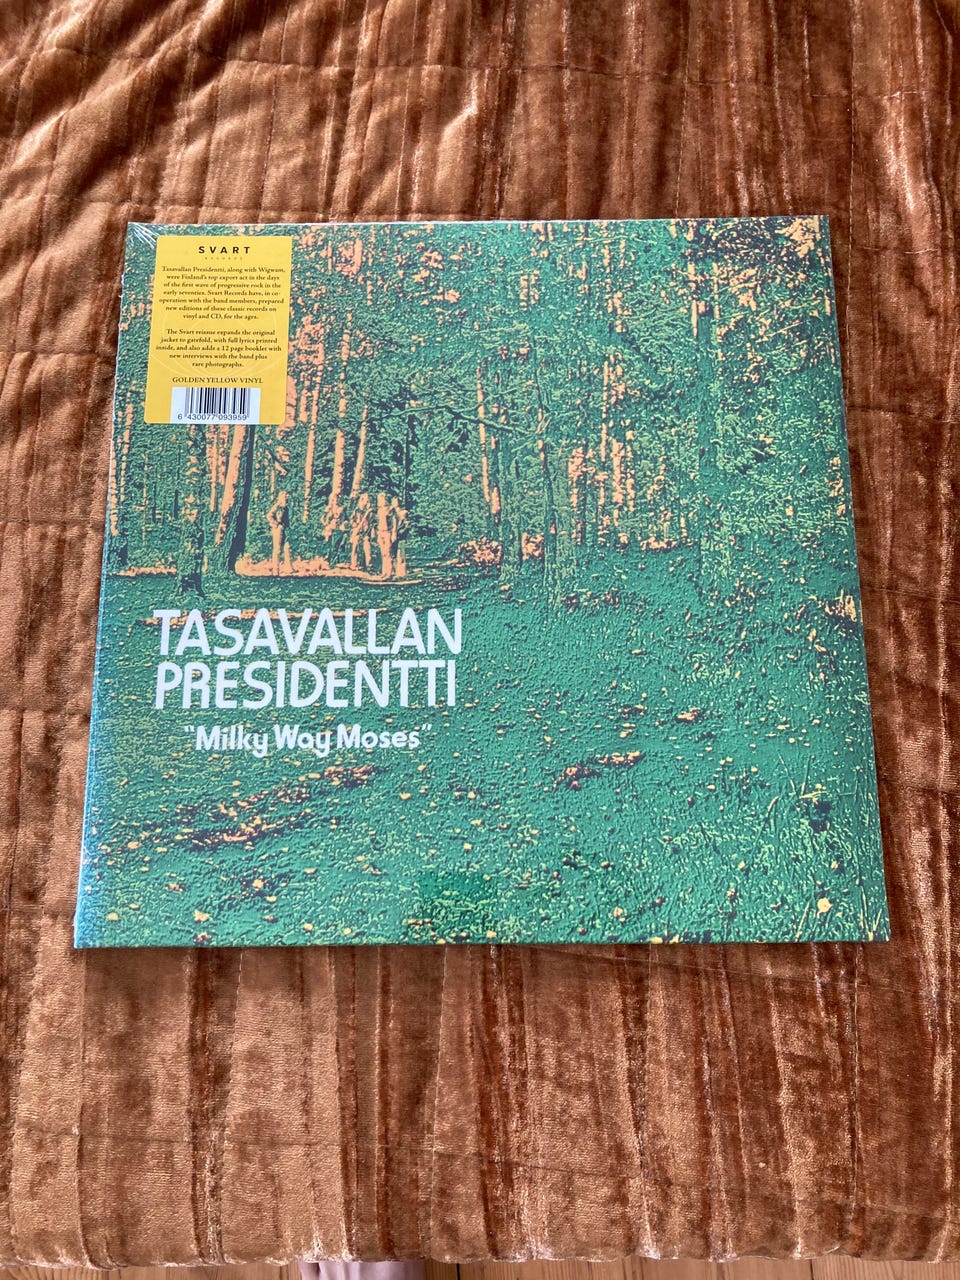 SVART
RECORDS
Tasavallan Presidentti, along with Wigwam,
were Finland's top export act in the days
of the first wave of progressive rock in the
early seventies. Svart Records have, in co-
operation with the band members, prepared
new editions of these classic records on
vinyl and CD, for the ages.
The Svart reissue expands the original
jacket to gatefold, with full lyrics printed
inside, and also adds a 12 page booklet with
new interviews with the band plus
rare photographs.
GOLDEN YELLOW VINYL
6 430077 093959
TASAVALLAN
PRESIDENTTI
"Milky Way Moses"